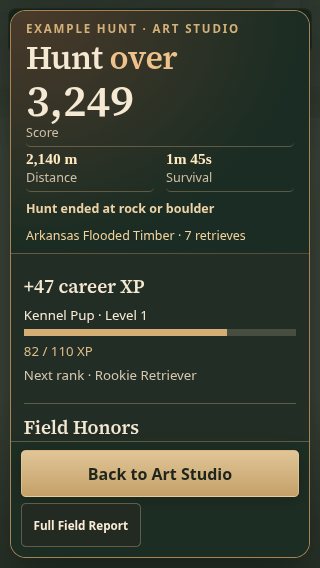 EXAMPLE HUNT · ART STUDIO
Hunt over
3,249
Score
2,140 m
Distance
1m 45s
Survival
Hunt ended at rock or boulder
Arkansas Flooded Timber · 7 retrieves
+47 career XP
Kennel Pup · Level 1
82 / 110 XP
Next rank · Rookie Retriever
Field Honors
Back to Art Studio
Full Field Report